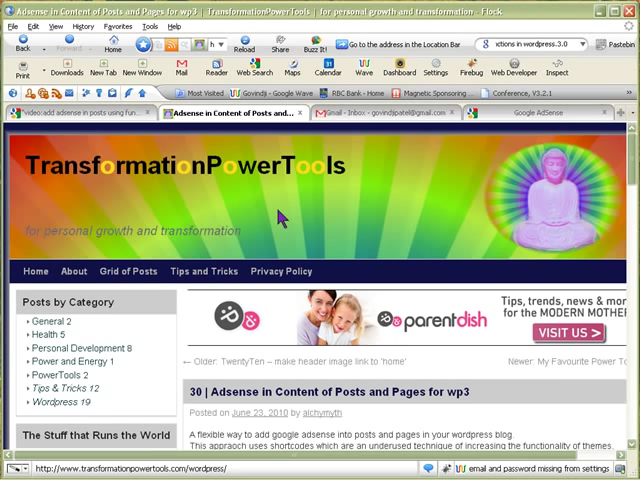 Adsense in Content of Posts and Pages for wp3 | TransformationPowerTools | for personal growth and transformation - Flock
File Edit View History Favorites Tools Help
Back Forward Home h Reload Share Buzz It! Go to the address in the Location Bar xtions in wordpress.3.0 Pastebin
Print Downloads New Tab New Window Mail Reader Web Search Maps Calendar Wave Dashboard Settings Firebug Web Developer Inspect
Most Visited Govindji - Google Wave RBC Bank - Home Magnetic Sponsoring ... Conference, V3.2.1
*video:add adsense in posts using fun... Adsense in Content of Posts and... Gmail - Inbox - govindjipatel@gmail.com Google AdSense
TransformationPowerTools
for personal growth and transformation
Home About Grid of Posts Tips and Tricks Privacy Policy
Posts by Category
General 2
Health 5
Personal Development 8
Power and Energy 1
PowerTools 2
Tips & Tricks 12
Wordpress 19
The Stuff that Runs the World
parentdish
Tips, trends, news & mor
for the MODERN MOTHE
VISIT US >
← Older: TwentyTen – make header image link to 'home'
Newer: My Favourite Power To
30 | Adsense in Content of Posts and Pages for wp3
Posted on June 23, 2010 by alchymyth
A flexible way to add google adsense into posts and pages in your wordpress blog.
This appraoch uses shortcodes which are an underused technique of increasing the functionality of themes.
http://www.transformationpowertools.com/wordpress/ email and password missing from settings